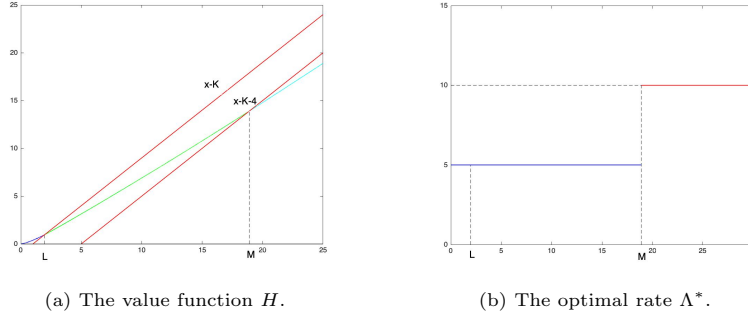 25
20
15
10
5
0
x-K
x-K-4
0 5 10 15 20 25
L M
15
10
5
0
0 5 10 15 20 25 30
L M
(a) The value function H.
(b) The optimal rate Λ*.